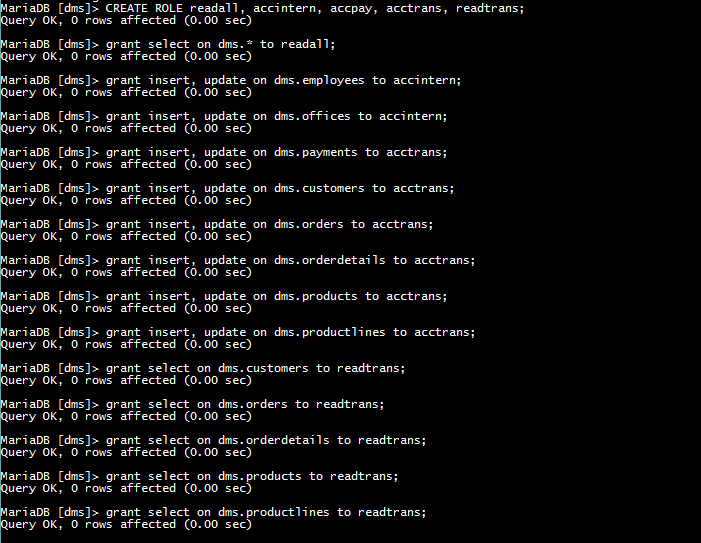 MariaDB [dms]> CREATE ROLE readall, accintern, accpay, acctrans, readtrans;
Query OK, 0 rows affected (0.00 sec)
MariaDB [dms]> grant select on dms.* to readall;
Query OK, 0 rows affected (0.00 sec)
MariaDB [dms]> grant insert, update on dms.employees to accintern;
Query OK, 0 rows affected (0.00 sec)
MariaDB [dms]> grant insert, update on dms.offices to accintern;
Query OK, 0 rows affected (0.00 sec)
MariaDB [dms]> grant insert, update on dms.payments to acctrans;
Query OK, 0 rows affected (0.00 sec)
MariaDB [dms]> grant insert, update on dms.customers to acctrans;
Query OK, 0 rows affected (0.00 sec)
MariaDB [dms]> grant insert, update on dms.orders to acctrans;
Query OK, 0 rows affected (0.00 sec)
MariaDB [dms]> grant insert, update on dms.orderdetails to acctrans;
Query OK, 0 rows affected (0.00 sec)
MariaDB [dms]> grant insert, update on dms.products to acctrans;
Query OK, 0 rows affected (0.00 sec)
MariaDB [dms]> grant insert, update on dms.productlines to acctrans;
Query OK, 0 rows affected (0.00 sec)
MariaDB [dms]> grant select on dms.customers to readtrans;
Query OK, 0 rows affected (0.00 sec)
MariaDB [dms]> grant select on dms.orders to readtrans;
Query OK, 0 rows affected (0.00 sec)
MariaDB [dms]> grant select on dms.orderdetails to readtrans;
Query OK, 0 rows affected (0.00 sec)
MariaDB [dms]> grant select on dms.products to readtrans;
Query OK, 0 rows affected (0.00 sec)
MariaDB [dms]> grant select on dms.productlines to readtrans;
Query OK, 0 rows affected (0.00 sec)